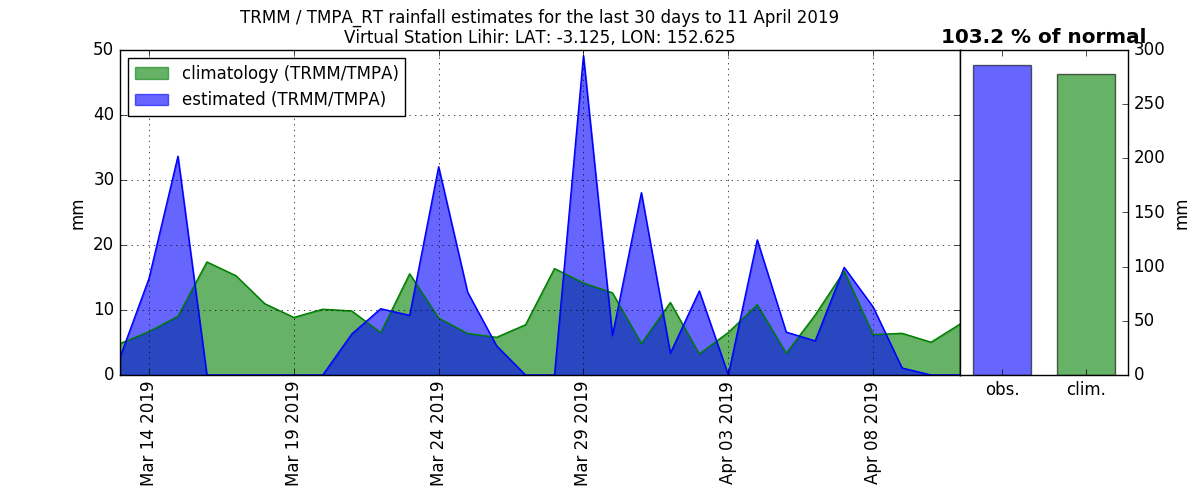 TRMM / TMPA_RT rainfall estimates for the last 30 days to 11 April 2019
Virtual Station Lihir: LAT: -3.125, LON: 152.625
103.2 % of normal
climatology (TRMM/TMPA)
estimated (TRMM/TMPA)
50
40
30
20
10
0
mm
Mar 14 2019
Mar 19 2019
Mar 24 2019
Mar 29 2019
Apr 03 2019
Apr 08 2019
300
250
200
150
100
50
0
mm
obs.
clim.